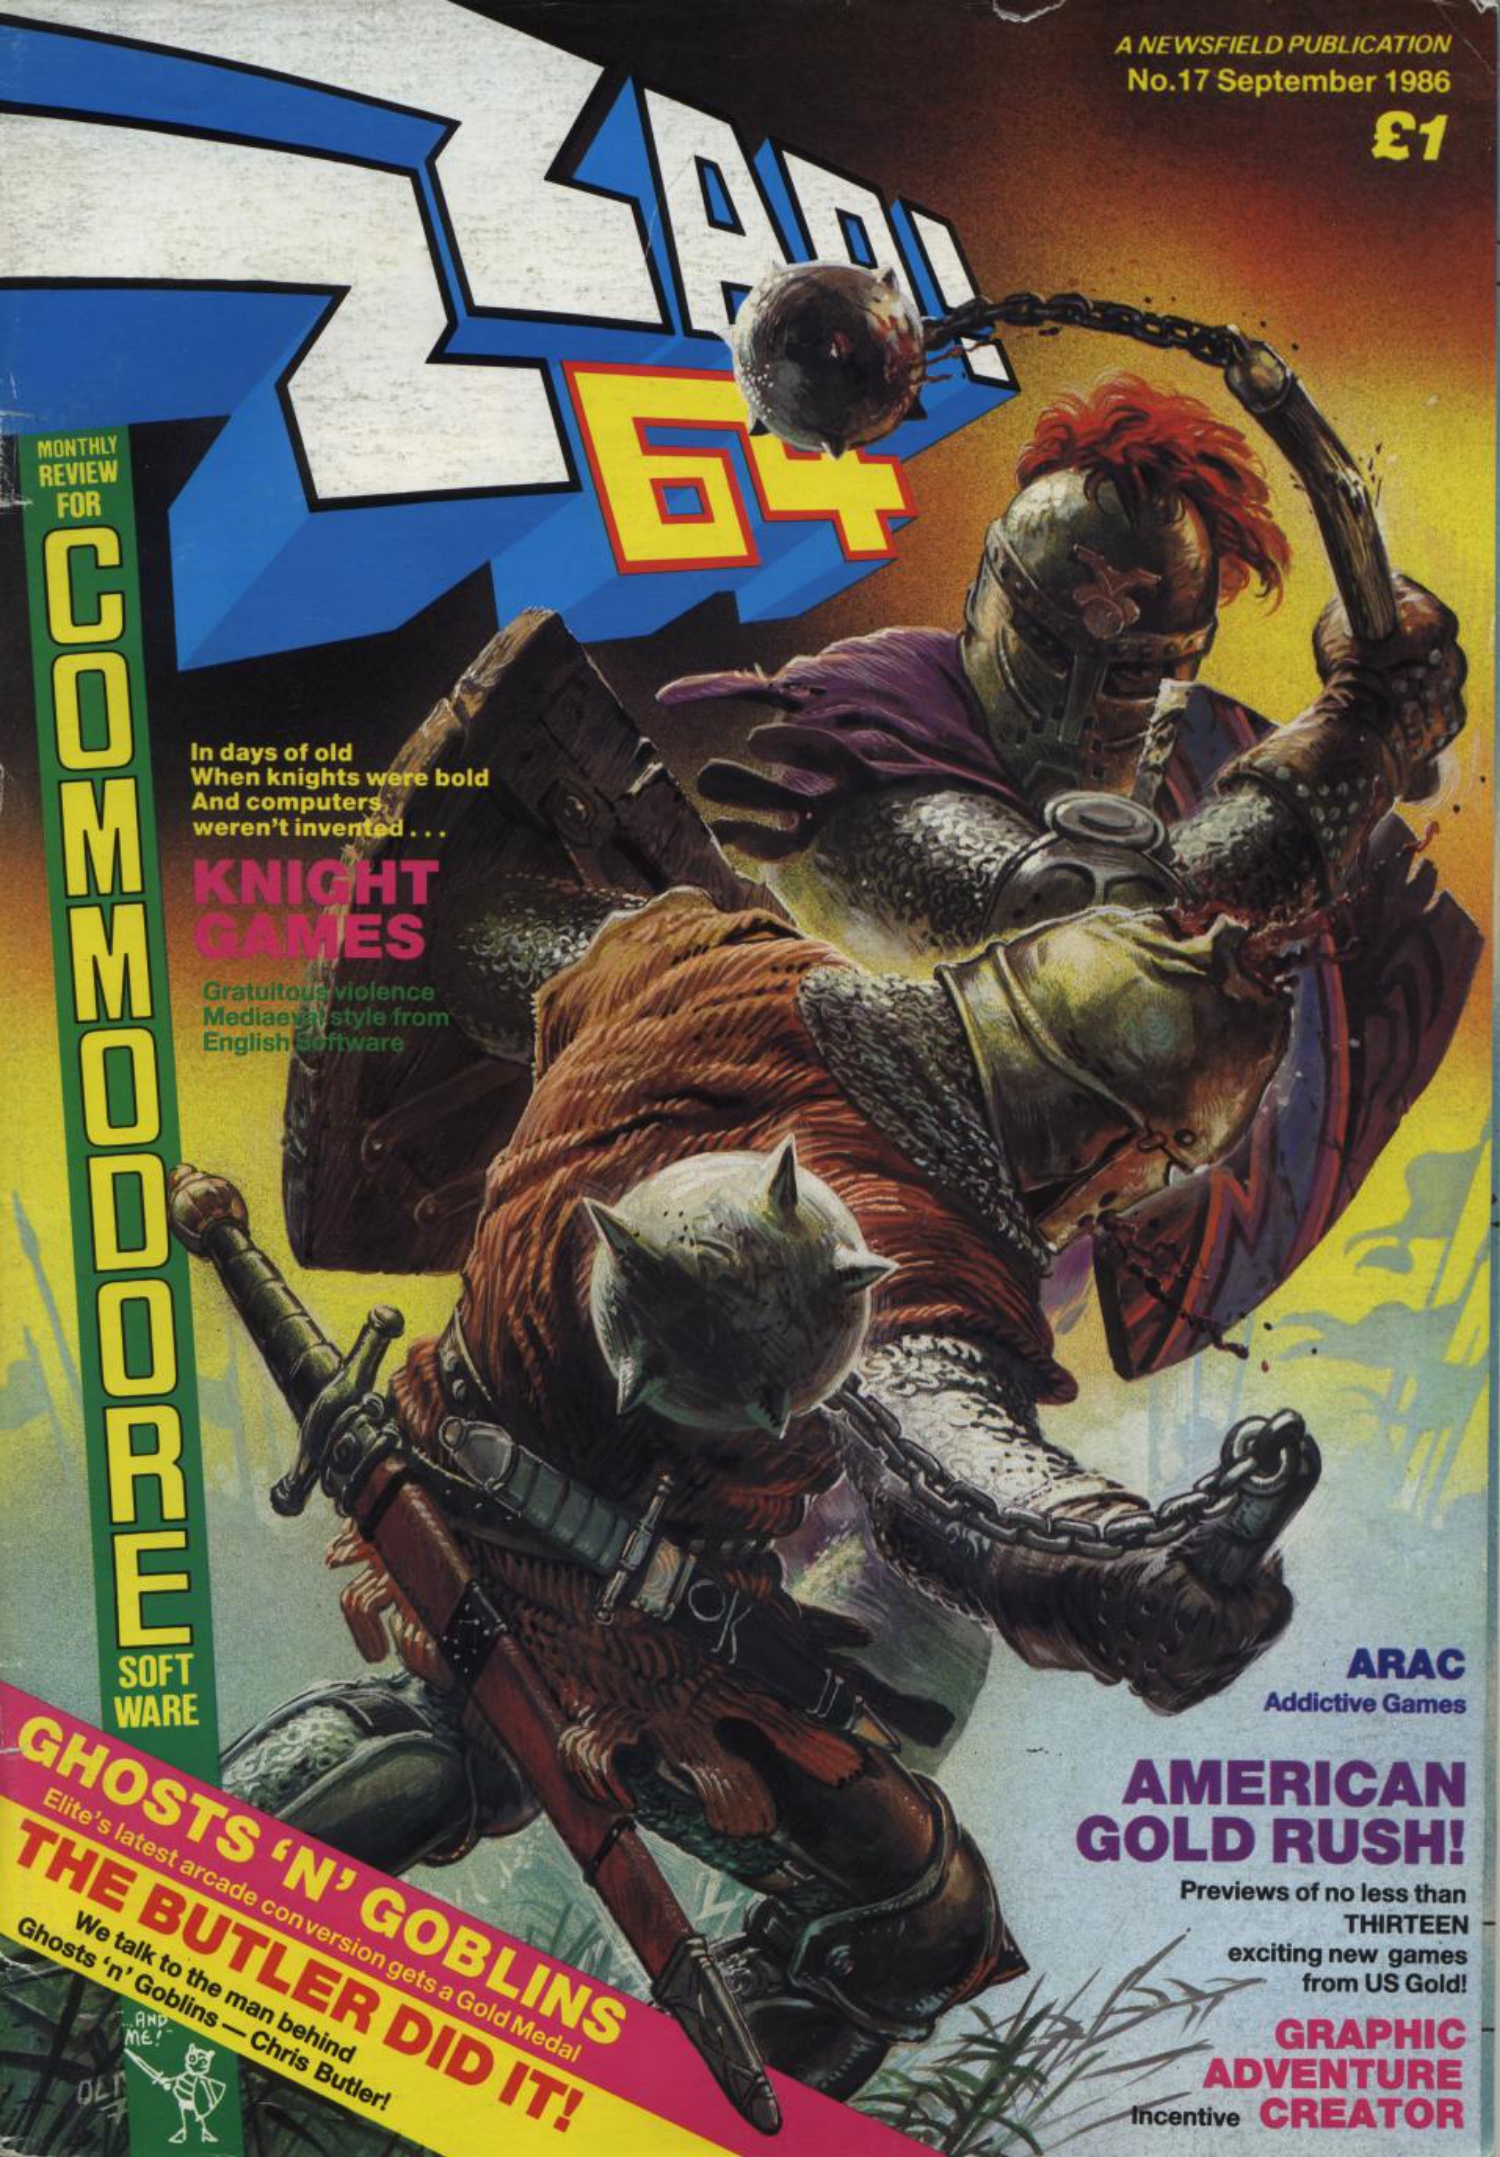 A NEWSFIELD PUBLICATION
No.17 September 1986
£1
ZZAP!
64
MONTHLY
REVIEW
FOR
COMMODORE
SOFT
WARE
In days of old
When knights were bold
And computers
weren't invented . . .
KNIGHT
GAMES
Gratuitous violence
Mediaeval style from
English Software
ARAC
Addictive Games
AMERICAN
GOLD RUSH!
Previews of no less than
THIRTEEN
exciting new games
from US Gold!
GRAPHIC
ADVENTURE
Incentive CREATOR
GHOSTS 'N' GOBLINS
Elite's latest arcade conversion gets a Gold Medal
THE BUTLER DID IT!
We talk to the man behind
Ghosts 'n' Goblins — Chris Butler!
...AND
ME!
OLI